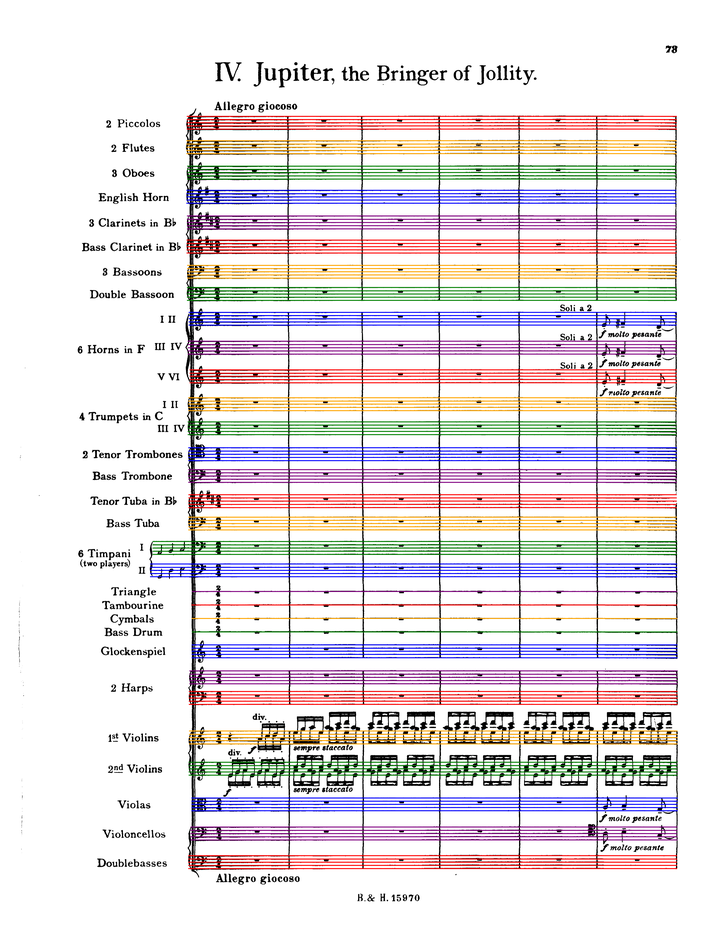 73
IV. Jupiter, the Bringer of Jollity.
Allegro giocoso
2 Piccolos
2 Flutes
3 Oboes
English Horn
3 Clarinets in B♭
Bass Clarinet in B♭
3 Bassoons
Double Bassoon
Soli a 2
I II
f molto pesante
Soli a 2
6 Horns in F III IV
f molto pesante
Soli a 2
V VI
f molto pesante
I II
4 Trumpets in C
III IV
2 Tenor Trombones
Bass Trombone
Tenor Tuba in B♭
Bass Tuba
6 Timpani I
(two players)
II
Triangle
Tambourine
Cymbals
Bass Drum
Glockenspiel
2 Harps
div.
1st Violins
f sempre staccato
div.
2nd Violins
f sempre staccato
Violas
f molto pesante
Violoncellos
f molto pesante
Doublebasses
Allegro giocoso
B. & H. 15970